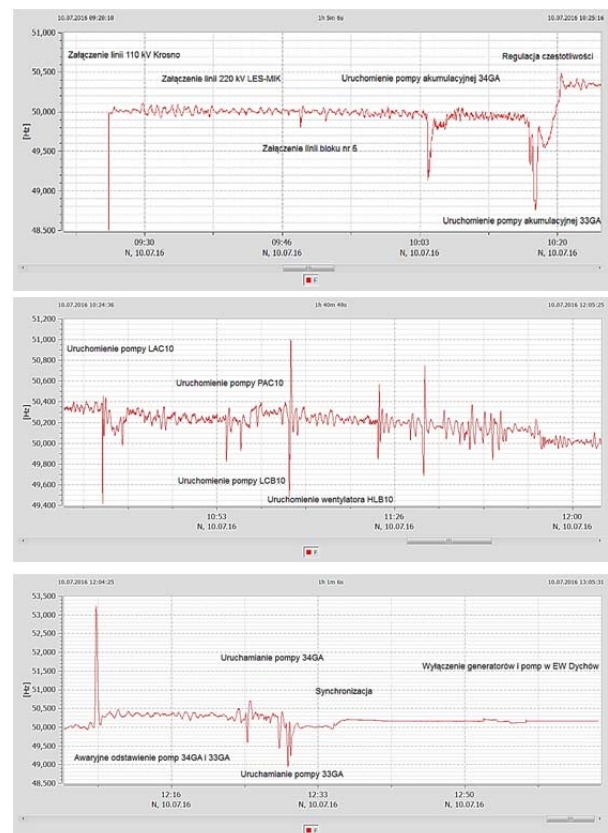 10.07.2016 09:20:10 1h 5m 6s 10.07.2016 10:25:16
51,000
Załączenie linii 110 kV Krosno
Regulacja czestotliwości
50,500
Załączenie linii 220 kV LES-MIK
Uruchomienie pompy akumulacyjnej 34GA
50,000
[Hz]
49,500
Załączenie linii bloku nr 6
49,000
Uruchomienie pompy akumulacyjnej 33GA
48,500
09:30 09:46 10:03 10:20
N, 10.07.16 N, 10.07.16 N, 10.07.16 N, 10.07.16
F
10.07.2016 10:24:36 1h 40m 49s 10.07.2016 12:05:25
51,200
51,000
Uruchomienie pompy LAC10
50,800
50,600
Uruchomienie pompy PAC10
50,400
[Hz]
50,200
50,000
49,800
Uruchomienie pompy LCB10
49,600
Uruchomienie wentylatora HLB10
49,400
10:53 11:26 12:00
N, 10.07.16 N, 10.07.16 N, 10.07.16
F
10.07.2016 12:04:25 1h 1m 6s 10.07.2016 13:05:31
53,500
53,000
52,500
52,000
Uruchamianie pompy 34GA
51,500
Wyłączenie generatorów i pomp w EW Dychów
51,000
Synchronizacja
[Hz]
50,500
50,000
49,500
Awaryjne odstawienie pomp 34GA i 33GA
49,000
Uruchamianie pompy 33GA
48,500
12:16 12:33 12:50
N, 10.07.16 N, 10.07.16 N, 10.07.16
F